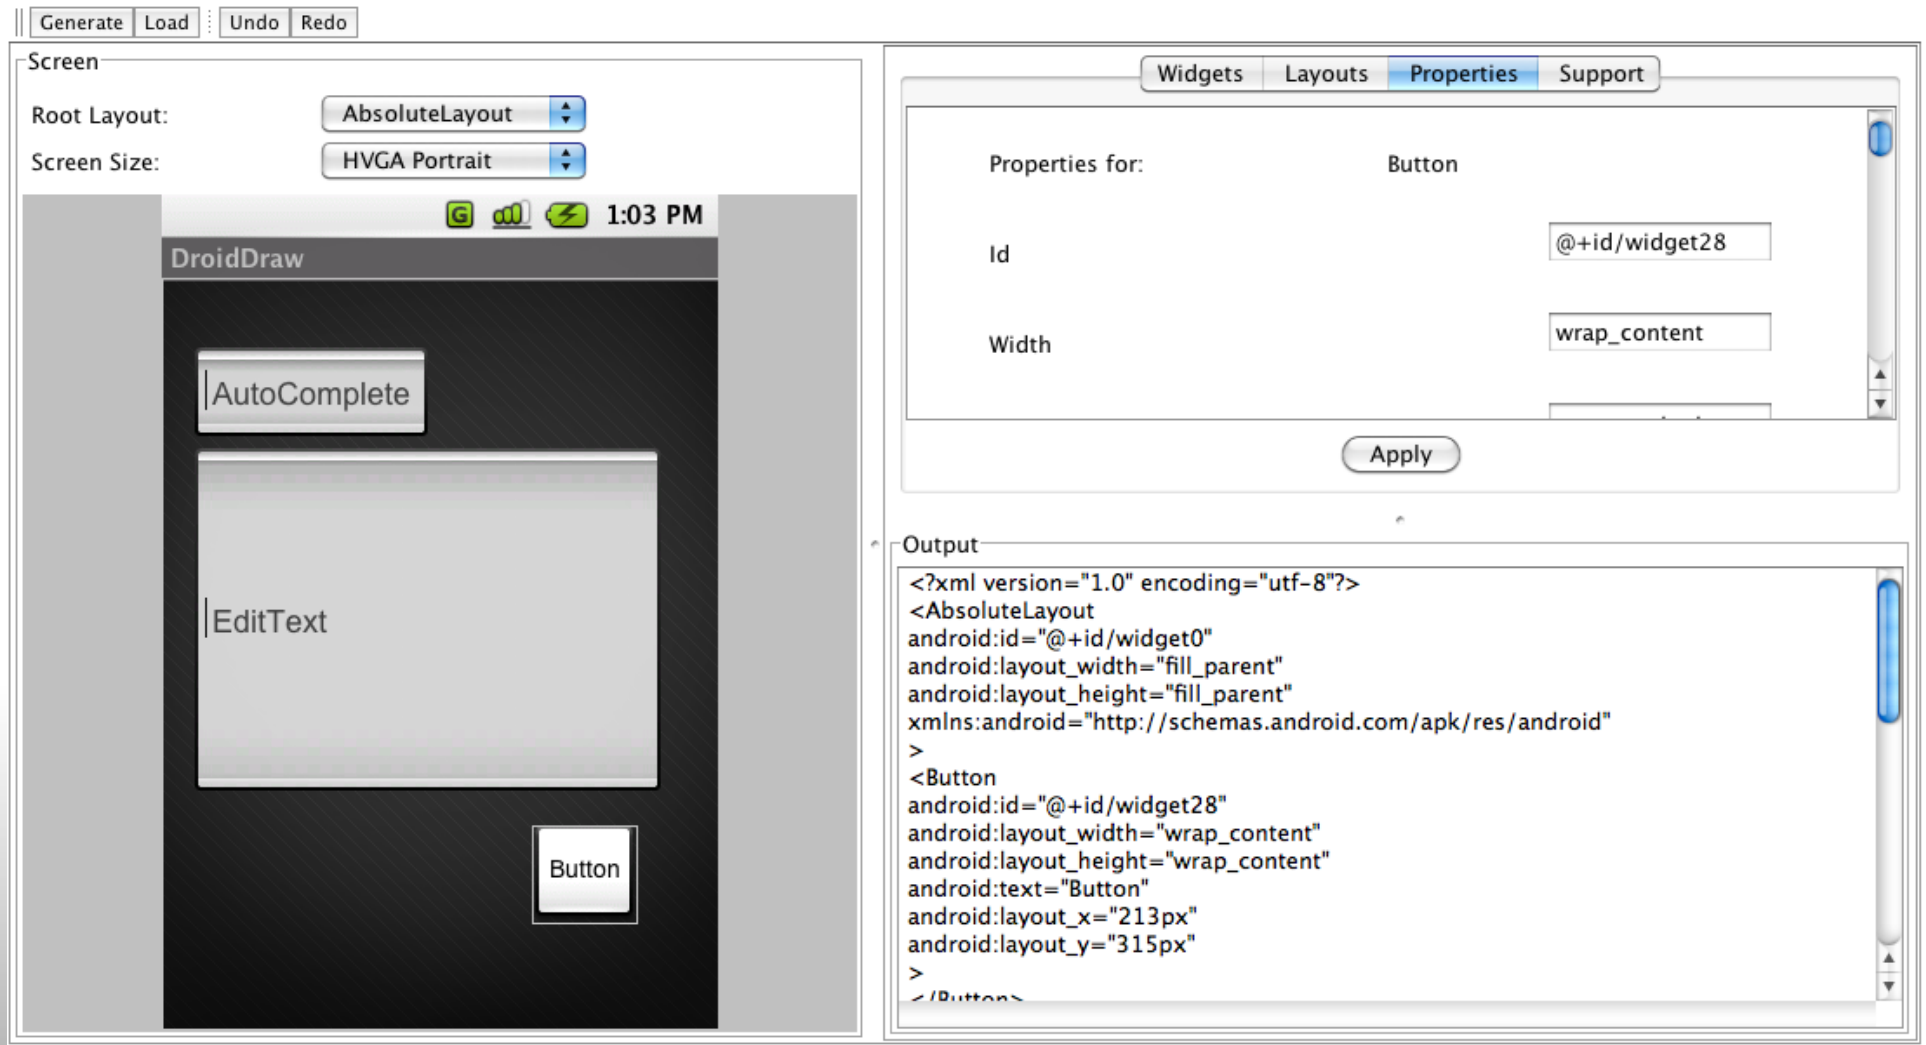 Generate Load Undo Redo
Screen
Root Layout: AbsoluteLayout
Screen Size: HVGA Portrait
1:03 PM
DroidDraw
AutoComplete
EditText
Button
Widgets Layouts Properties Support
Properties for: Button
Id @+id/widget28
Width wrap_content
Apply
Output
<?xml version="1.0" encoding="utf-8"?>
<AbsoluteLayout
android:id="@+id/widget0"
android:layout_width="fill_parent"
android:layout_height="fill_parent"
xmlns:android="http://schemas.android.com/apk/res/android"
>
<Button
android:id="@+id/widget28"
android:layout_width="wrap_content"
android:layout_height="wrap_content"
android:text="Button"
android:layout_x="213px"
android:layout_y="315px"
>
</Button>